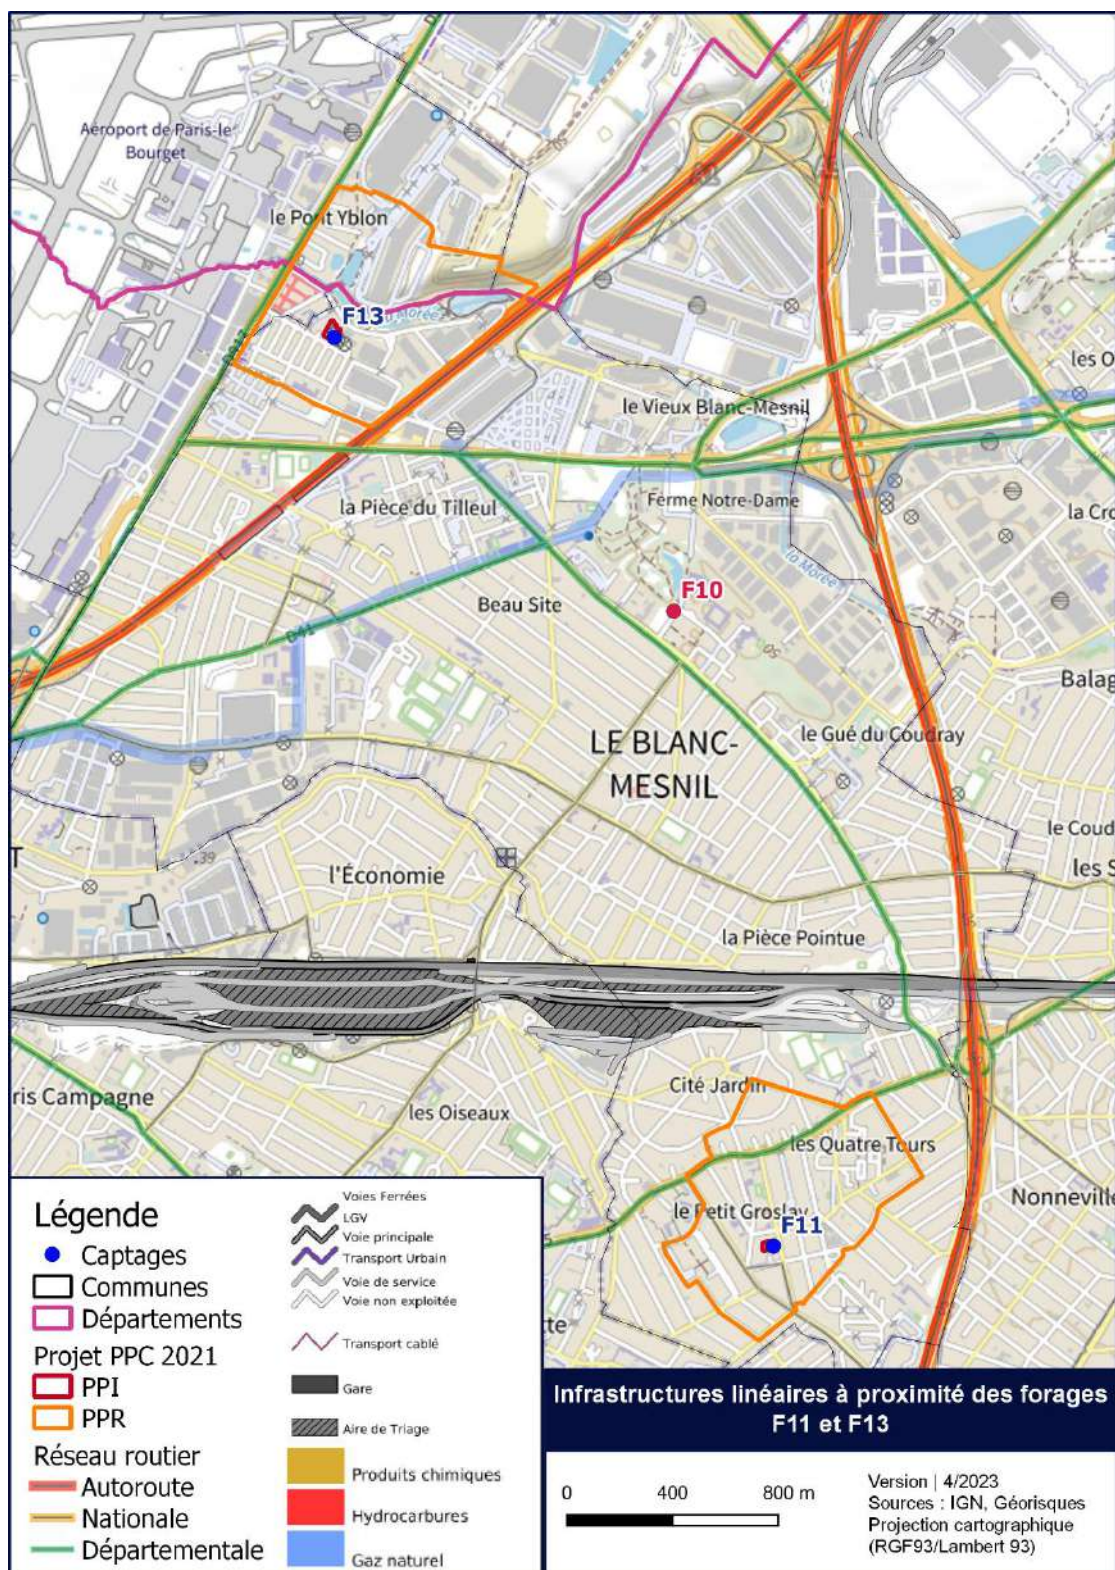 Aéroport de Paris-le
Bourget
le Pont Yblon
F13
Morée
D017
le Vieux Blanc-Mesnil
les O
la Pièce du Tilleul
Ferme Notre-Dame
la Cro
la Morée
F10
Beau Site
D41
50
Balag
LE BLANC-
MESNIL
le Gué du Coudray
le Coud
les S
T
39
l'Économie
la Pièce Pointue
Cité Jardin
ris Campagne
les Oiseaux
les Quatre Tours
Nonneville
le Petit Groslay
F11
tte
Légende
Captages
Communes
Départements
Projet PPC 2021
PPI
PPR
Réseau routier
Autoroute
Nationale
Départementale
Voies Ferrées
LGV
Voie principale
Transport Urbain
Voie de service
Voie non exploitée
Transport cablé
Gare
Aire de Triage
Produits chimiques
Hydrocarbures
Gaz naturel
Infrastructures linéaires à proximité des forages
F11 et F13
0 400 800 m
Version | 4/2023
Sources : IGN, Géorisques
Projection cartographique
(RGF93/Lambert 93)